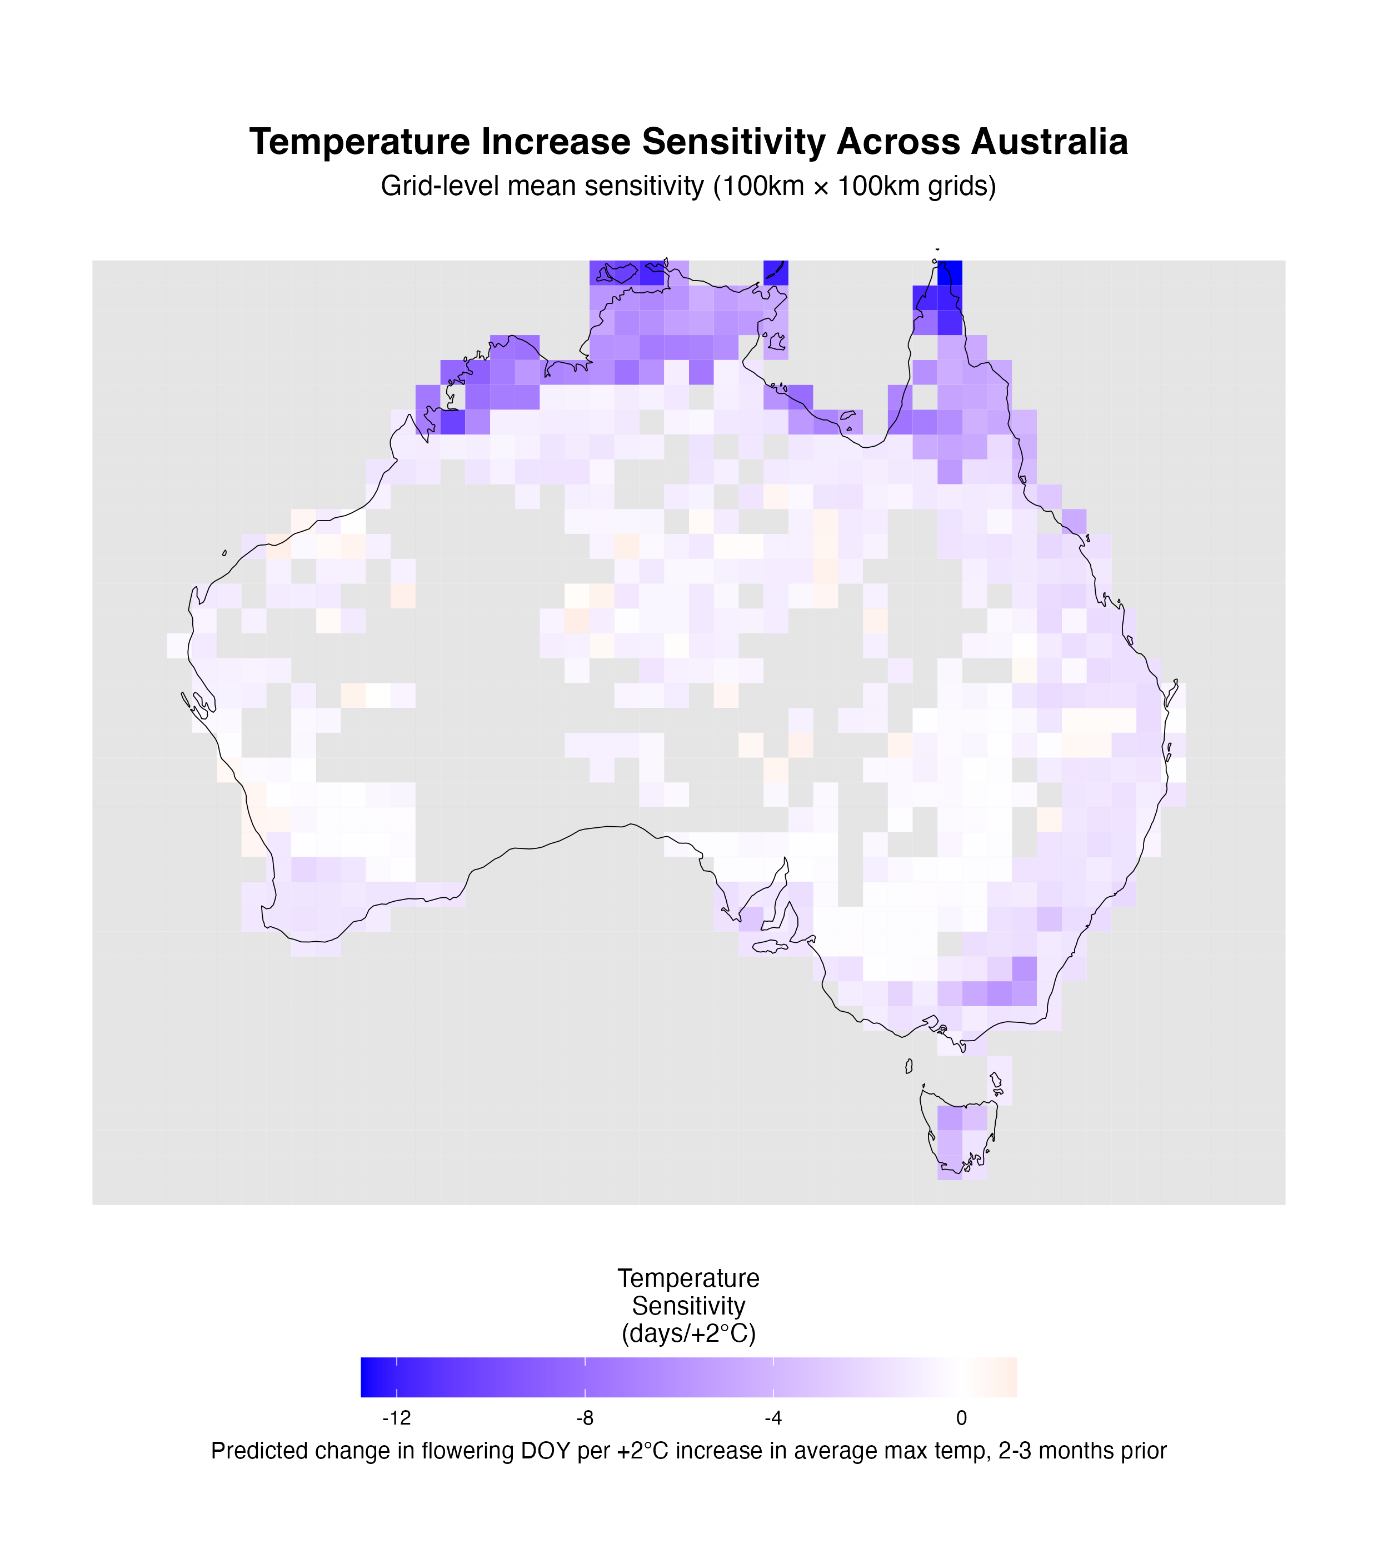 Temperature Increase Sensitivity Across Australia
Grid-level mean sensitivity (100km × 100km grids)
Temperature
Sensitivity
(days/+2°C)
-12 -8 -4 0
Predicted change in flowering DOY per +2°C increase in average max temp, 2-3 months prior